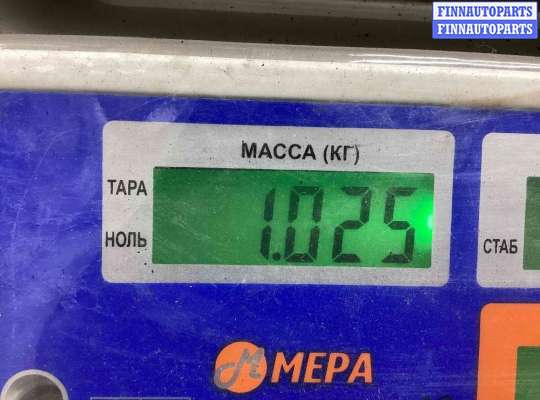 FINNAUTOPARTS
FINNAUTOPARTS
МАССА (КГ)
ТАРА
1.025
НОЛЬ
СТАБ
МЕРА